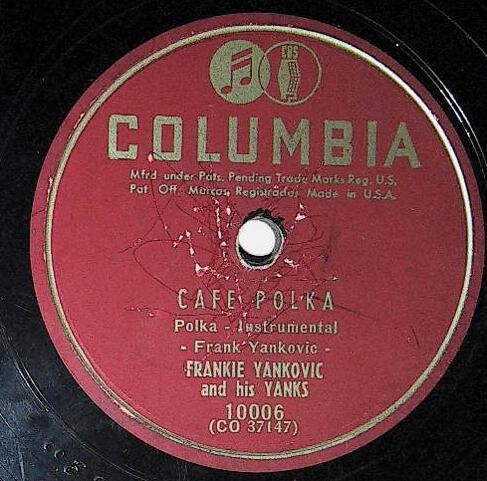 CBS
COLUMBIA
Mfrd under Pats. Pending Trade Marks Reg. U.S.
Pat. Off. Marcas Registradas Made in U.S.A.
CAFE POLKA
Polka - Instrumental
- Frank Yankovic -
FRANKIE YANKOVIC
and his YANKS
10006
(CO 37147)